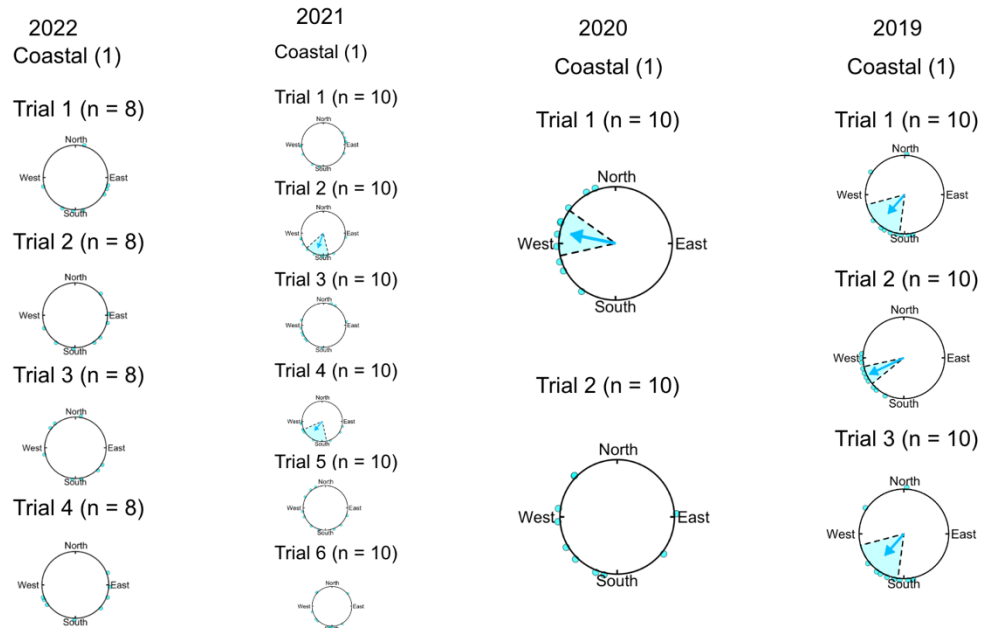 2022
Coastal (1)
Trial 1 (n = 8)
North
West East
South
Trial 2 (n = 8)
North
West East
South
Trial 3 (n = 8)
North
West East
South
Trial 4 (n = 8)
North
West East
South
2021
Coastal (1)
Trial 1 (n = 10)
North
West East
South
Trial 2 (n = 10)
North
West East
South
Trial 3 (n = 10)
North
West East
South
Trial 4 (n = 10)
North
West East
South
Trial 5 (n = 10)
North
West East
South
Trial 6 (n = 10)
North
West East
South
2020
Coastal (1)
Trial 1 (n = 10)
North
West East
South
Trial 2 (n = 10)
North
West East
South
2019
Coastal (1)
Trial 1 (n = 10)
North
West East
South
Trial 2 (n = 10)
North
West East
South
Trial 3 (n = 10)
North
West East
South